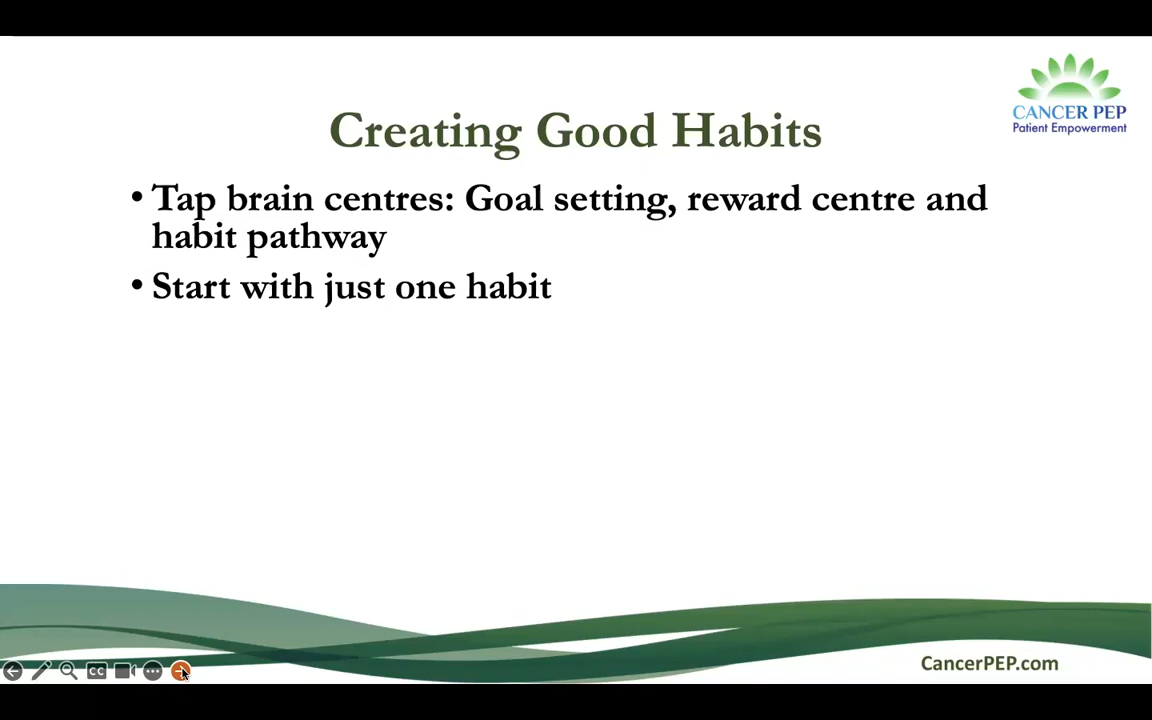 CANCER PEP
Patient Empowerment
Creating Good Habits
• Tap brain centres: Goal setting, reward centre and
habit pathway
• Start with just one habit
CC
CancerPEP.com